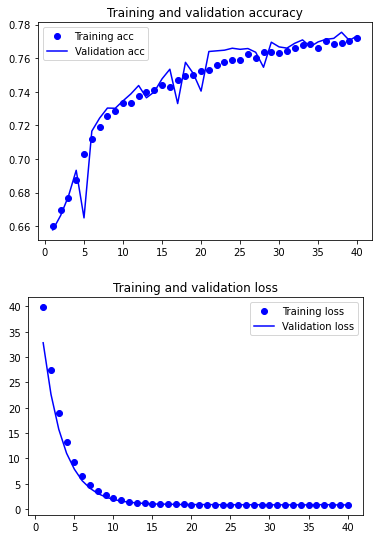 Training and validation accuracy
0.78
Training acc
Validation acc
0.76
0.74
0.72
0.70
0.68
0.66
0 5 10 15 20 25 30 35 40
Training and validation loss
40
Training loss
Validation loss
35
30
25
20
15
10
5
0
0 5 10 15 20 25 30 35 40